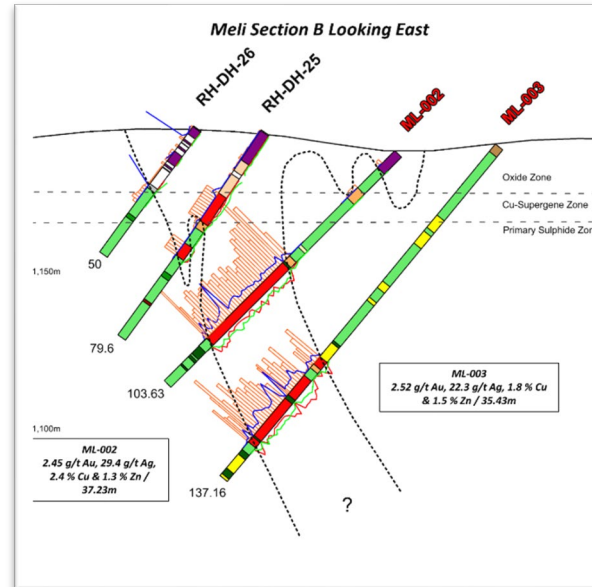 Meli Section B Looking East
RH-DH-26
RH-DH-25
ML-002
ML-003
Oxide Zone
Cu-Supergene Zone
Primary Sulphide Zon
1,150m
50
79.6
103.63
ML-003
2.52 g/t Au, 22.3 g/t Ag, 1.8 % Cu
& 1.5 % Zn / 35.43m
1,100m
ML-002
2.45 g/t Au, 29.4 g/t Ag,
2.4 % Cu & 1.3 % Zn /
37.23m
137.16
?